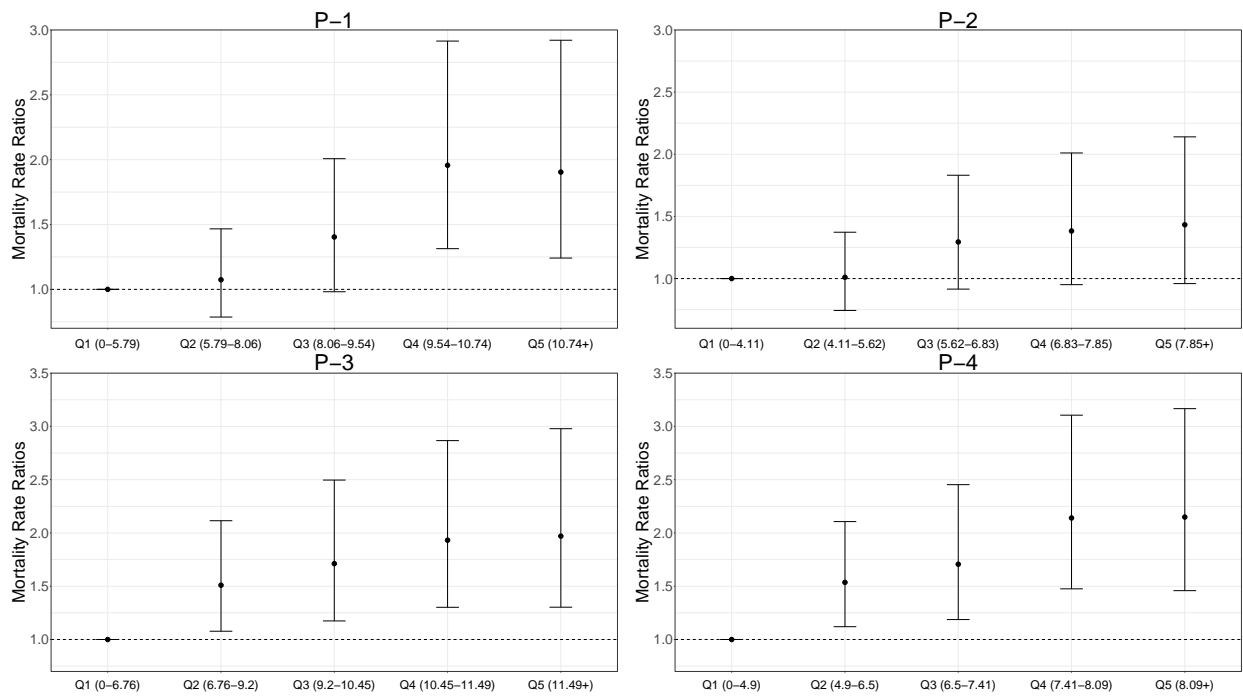 P−1
Mortality Rate Ratios
3.0
2.5
2.0
1.5
1.0
Q1 (0−5.79) Q2 (5.79−8.06) Q3 (8.06−9.54) Q4 (9.54−10.74) Q5 (10.74+)
P−2
Mortality Rate Ratios
3.0
2.5
2.0
1.5
1.0
Q1 (0−4.11) Q2 (4.11−5.62) Q3 (5.62−6.83) Q4 (6.83−7.85) Q5 (7.85+)
P−3
Mortality Rate Ratios
3.5
3.0
2.5
2.0
1.5
1.0
Q1 (0−6.76) Q2 (6.76−9.2) Q3 (9.2−10.45) Q4 (10.45−11.49) Q5 (11.49+)
P−4
Mortality Rate Ratios
3.5
3.0
2.5
2.0
1.5
1.0
Q1 (0−4.9) Q2 (4.9−6.5) Q3 (6.5−7.41) Q4 (7.41−8.09) Q5 (8.09+)